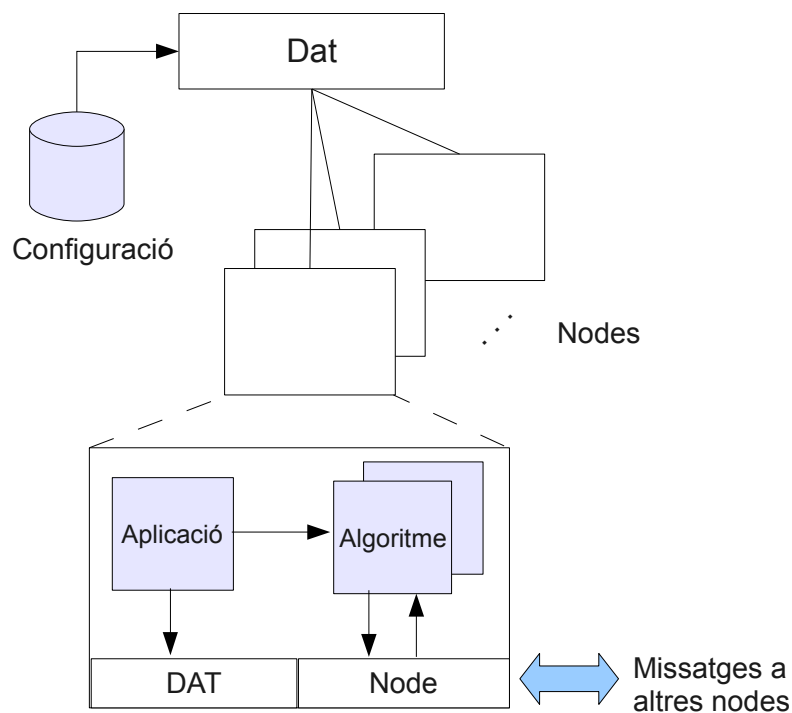 Dat
Configuració
Nodes
Aplicació
Algoritme
DAT
Node
Missatges a
altres nodes